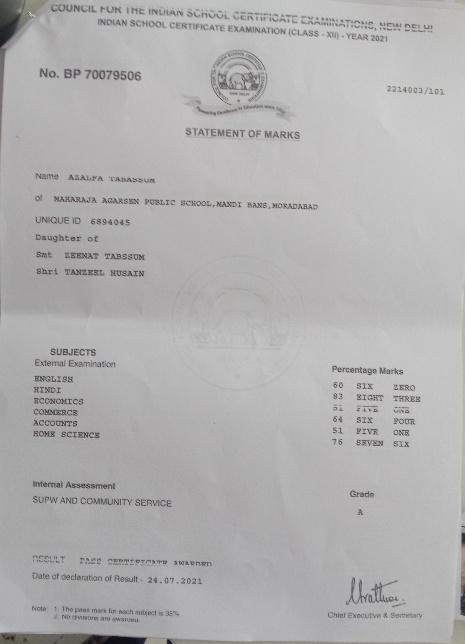 COUNCIL FOR THE INDIAN SCHOOL CERTIFICATE EXAMINATIONS, NEW DELHI
INDIAN SCHOOL CERTIFICATE EXAMINATION (CLASS - XII) - YEAR 2021
No. BP 70079506
2214003/101
STATEMENT OF MARKS
Name AZALFA TABASSUM
of MAHARAJA AGARSEN PUBLIC SCHOOL,MANDI BANS,MORADABAD
UNIQUE ID 6894045
Daughter of
Smt ZEENAT TABSSUM
Shri TANZEEL HUSAIN
SUBJECTS
External Examination Percentage Marks
ENGLISH 60 SIX ZERO
HINDI 83 EIGHT THREE
ECONOMICS 51 FIVE ONE
COMMERCE 64 SIX FOUR
ACCOUNTS 51 FIVE ONE
HOME SCIENCE 76 SEVEN SIX
Internal Assessment Grade
SUPW AND COMMUNITY SERVICE A
RESULT PASS CERTIFICATE AWARDED
Date of declaration of Result - 24.07.2021
Chief Executive & Secretary
Note: 1. The pass mark for each subject is 35%
2. No divisions are awarded.